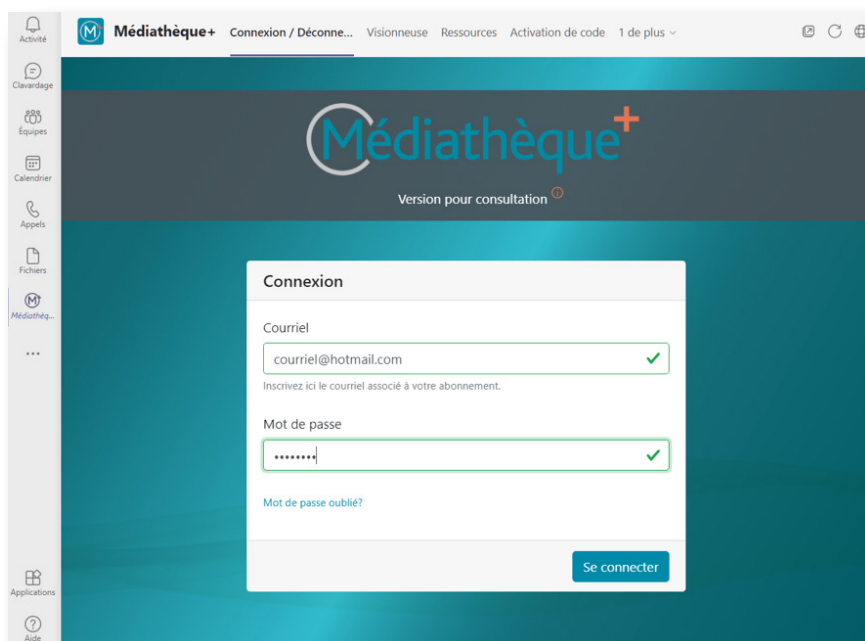 Activité
Clavardage
Équipes
Calendrier
Appels
Fichiers
Médiathèq...
Applications
Aide
Médiathèque+ Connexion / Déconne... Visionneuse Ressources Activation de code 1 de plus
Médiathèque+
Version pour consultation
Connexion
Courriel
courriel@hotmail.com
Inscrivez ici le courriel associé à votre abonnement.
Mot de passe
••••••••
Mot de passe oublié?
Se connecter